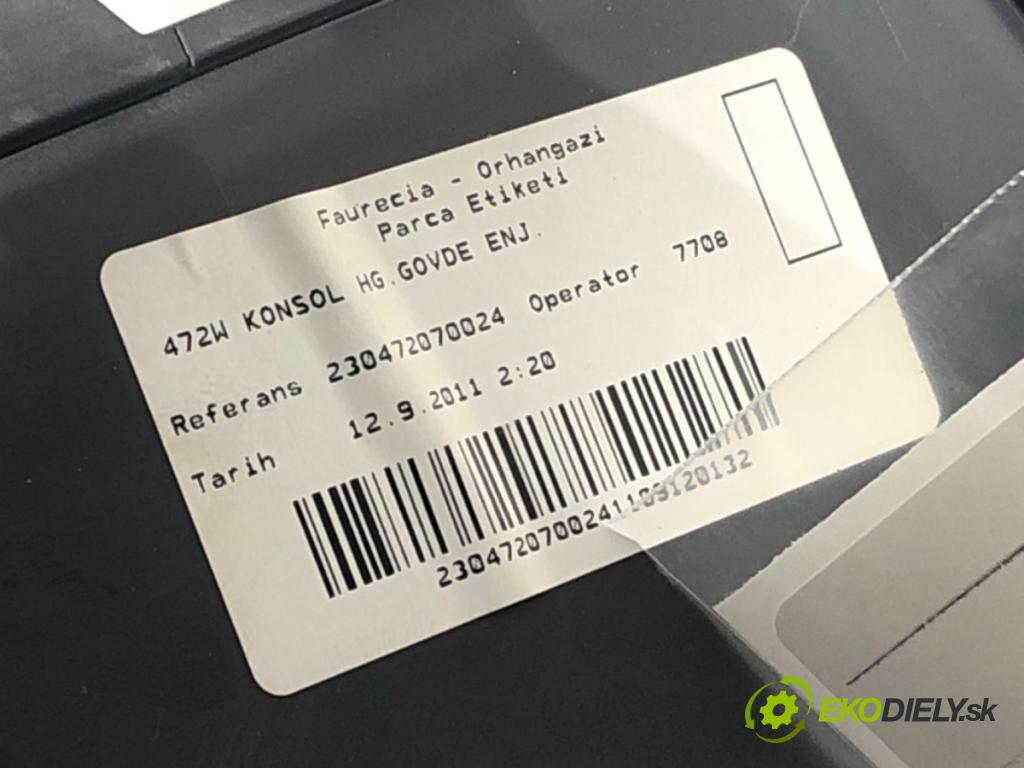 Faurecia - Orhangazi
Parca Etiketi
472W KONSOL HG.GOVDE ENJ.
Referans 230472070024 Operator 7708
Tarih 12.9.2011 2:20
2304720700241109120132
EKODIELY.sk